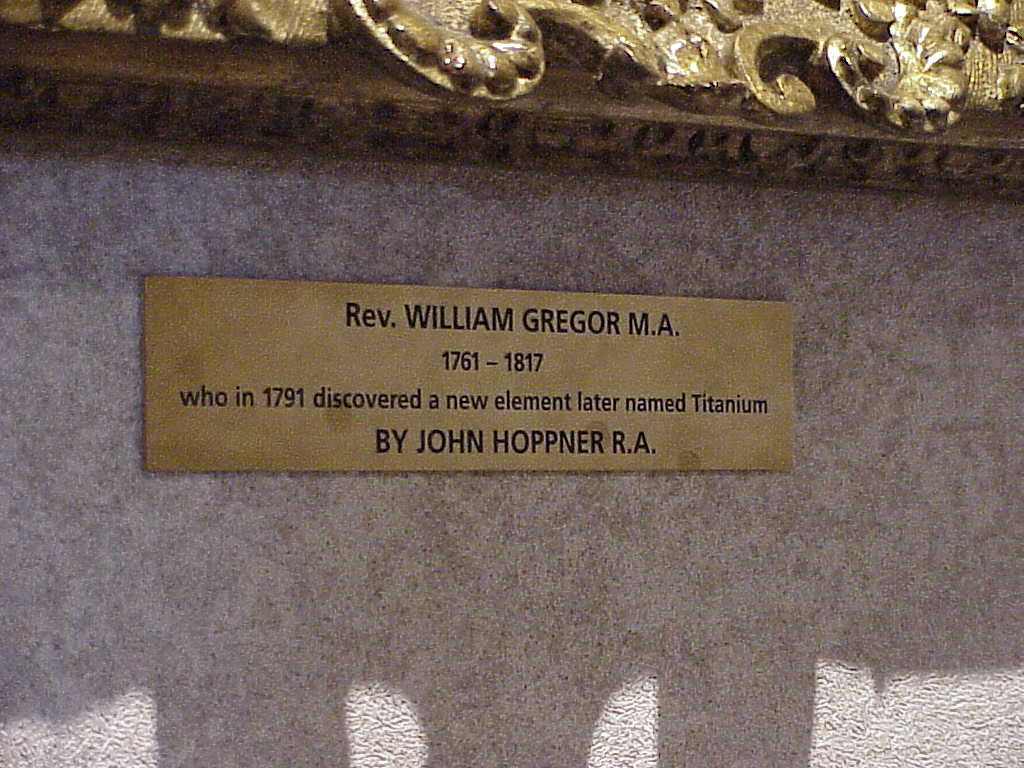 Rev. WILLIAM GREGOR M.A.
1761 – 1817
who in 1791 discovered a new element later named Titanium
BY JOHN HOPPNER R.A.